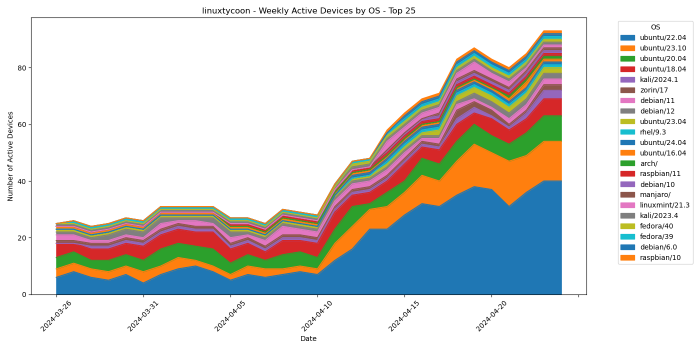 linuxtycoon - Weekly Active Devices by OS - Top 25
OS
ubuntu/22.04
ubuntu/23.10
ubuntu/20.04
ubuntu/18.04
kali/2024.1
zorin/17
debian/11
debian/12
ubuntu/23.04
rhel/9.3
ubuntu/24.04
ubuntu/16.04
arch/
raspbian/11
debian/10
manjaro/
linuxmint/21.3
kali/2023.4
fedora/40
fedora/39
debian/6.0
raspbian/10
Number of Active Devices
80
60
40
20
0
2024-03-26
2024-03-31
2024-04-05
2024-04-10
2024-04-15
2024-04-20
Date